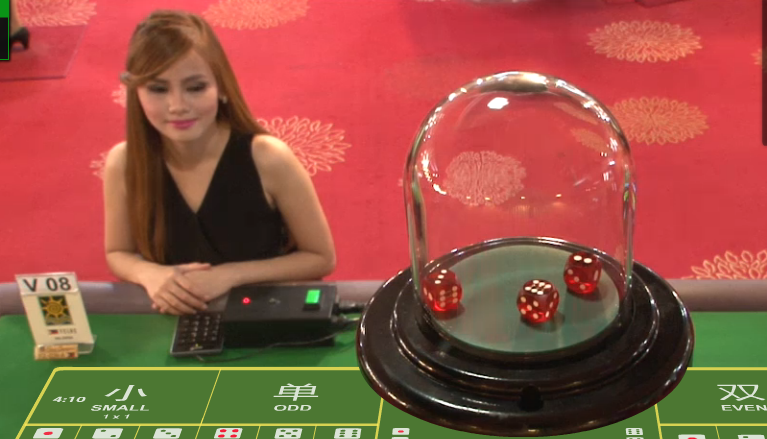 V 08
小
4:10 SMALL
1 x 1
单
ODD
双
EVEN